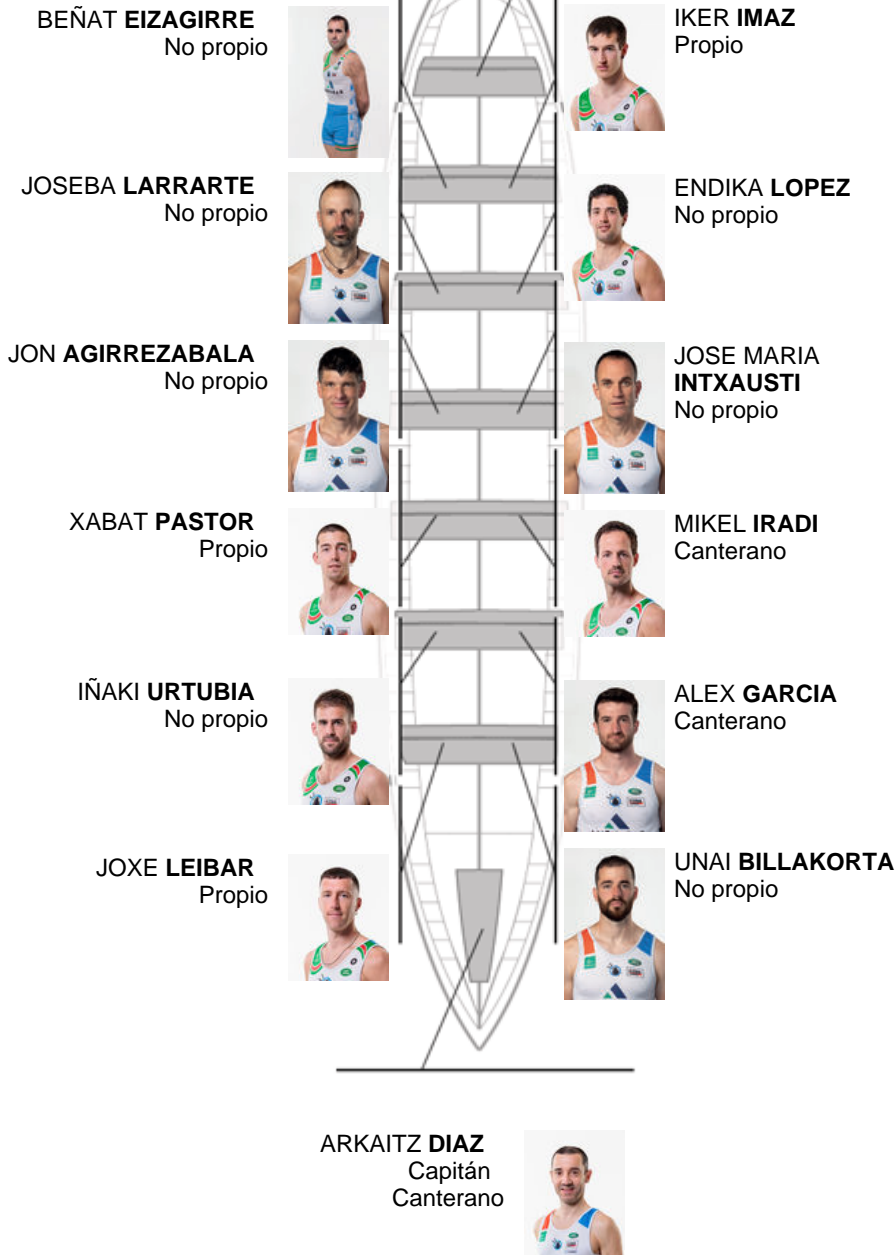 BEÑAT EIZAGIRRE
No propio
IKER IMAZ
Propio
JOSEBA LARRARTE
No propio
ENDIKA LOPEZ
No propio
JON AGIRREZABALA
No propio
JOSE MARIA
INTXAUSTI
No propio
XABAT PASTOR
Propio
MIKEL IRADI
Canterano
IÑAKI URTUBIA
No propio
ALEX GARCIA
Canterano
JOXE LEIBAR
Propio
UNAI BILLAKORTA
No propio
ARKAITZ DIAZ
Capitán
Canterano